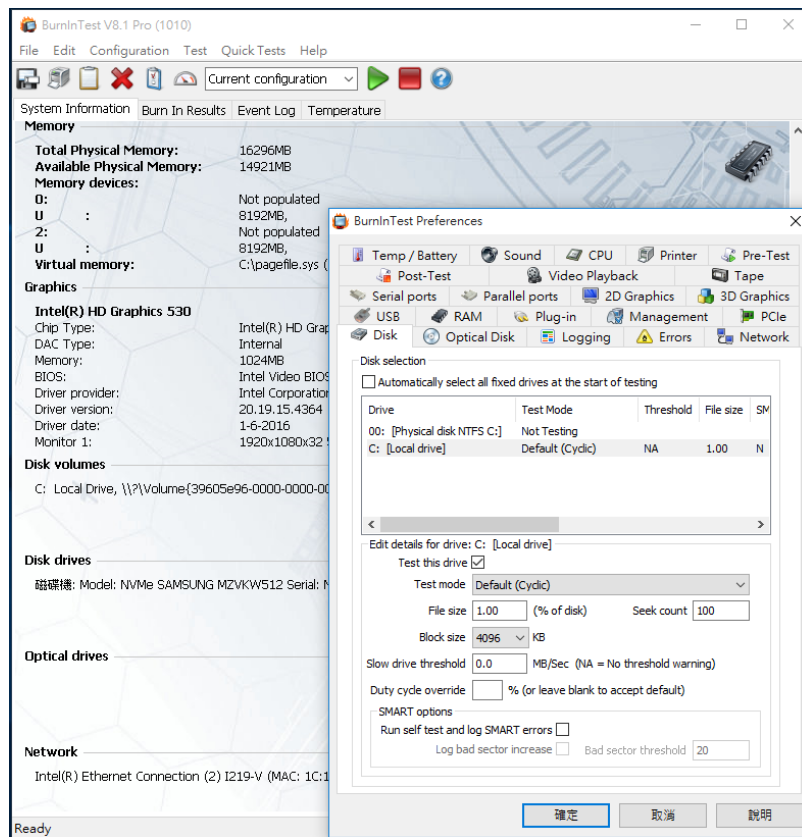 BurnInTest V8.1 Pro (1010)
File Edit Configuration Test Quick Tests Help
Current configuration
System Information Burn In Results Event Log Temperature
Memory
Total Physical Memory: 16296MB
Available Physical Memory: 14921MB
Memory devices:
0: Not populated
U : 8192MB,
2: Not populated
U : 8192MB,
Virtual memory: C:\pagefile.sys (
Graphics
Intel(R) HD Graphics 530
Chip Type: Intel(R) HD Grap
DAC Type: Internal
Memory: 1024MB
BIOS: Intel Video BIOS
Driver provider: Intel Corporation
Driver version: 20.19.15.4364
Driver date: 1-6-2016
Monitor 1: 1920x1080x32
Disk volumes
C: Local Drive, \\?\Volume{39605e96-0000-0000-00
Disk drives
磁碟機: Model: NVMe SAMSUNG MZVKW512 Serial:
Optical drives
Network
Intel(R) Ethernet Connection (2) I219-V (MAC: 1C:1
Ready
BurnInTest Preferences
Temp / Battery Sound CPU Printer Pre-Test
Post-Test Video Playback Tape
Serial ports Parallel ports 2D Graphics 3D Graphics
USB RAM Plug-in Management PCIe
Disk Optical Disk Logging Errors Network
Disk selection
Automatically select all fixed drives at the start of testing
Drive Test Mode Threshold File size SM
00: [Physical disk NTFS C:] Not Testing
C: [Local drive] Default (Cyclic) NA 1.00 N
Edit details for drive: C: [Local drive]
Test this drive
Test mode Default (Cyclic)
File size 1.00 (% of disk) Seek count 100
Block size 4096 KB
Slow drive threshold 0.0 MB/Sec (NA = No threshold warning)
Duty cycle override % (or leave blank to accept default)
SMART options
Run self test and log SMART errors
Log bad sector increase Bad sector threshold 20
確定 取消 說明